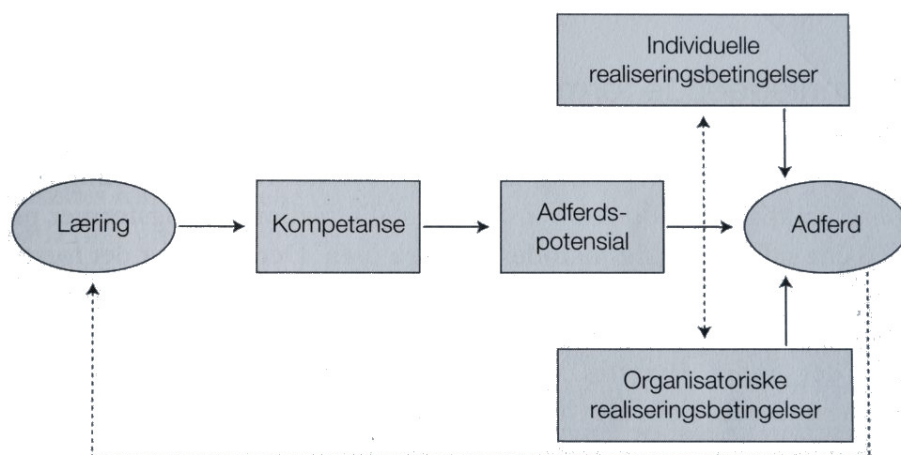 Individuelle
realiseringsbetingelser
Læring
Kompetanse
Adferds-
potensial
Adferd
Organisatoriske
realiseringsbetingelser